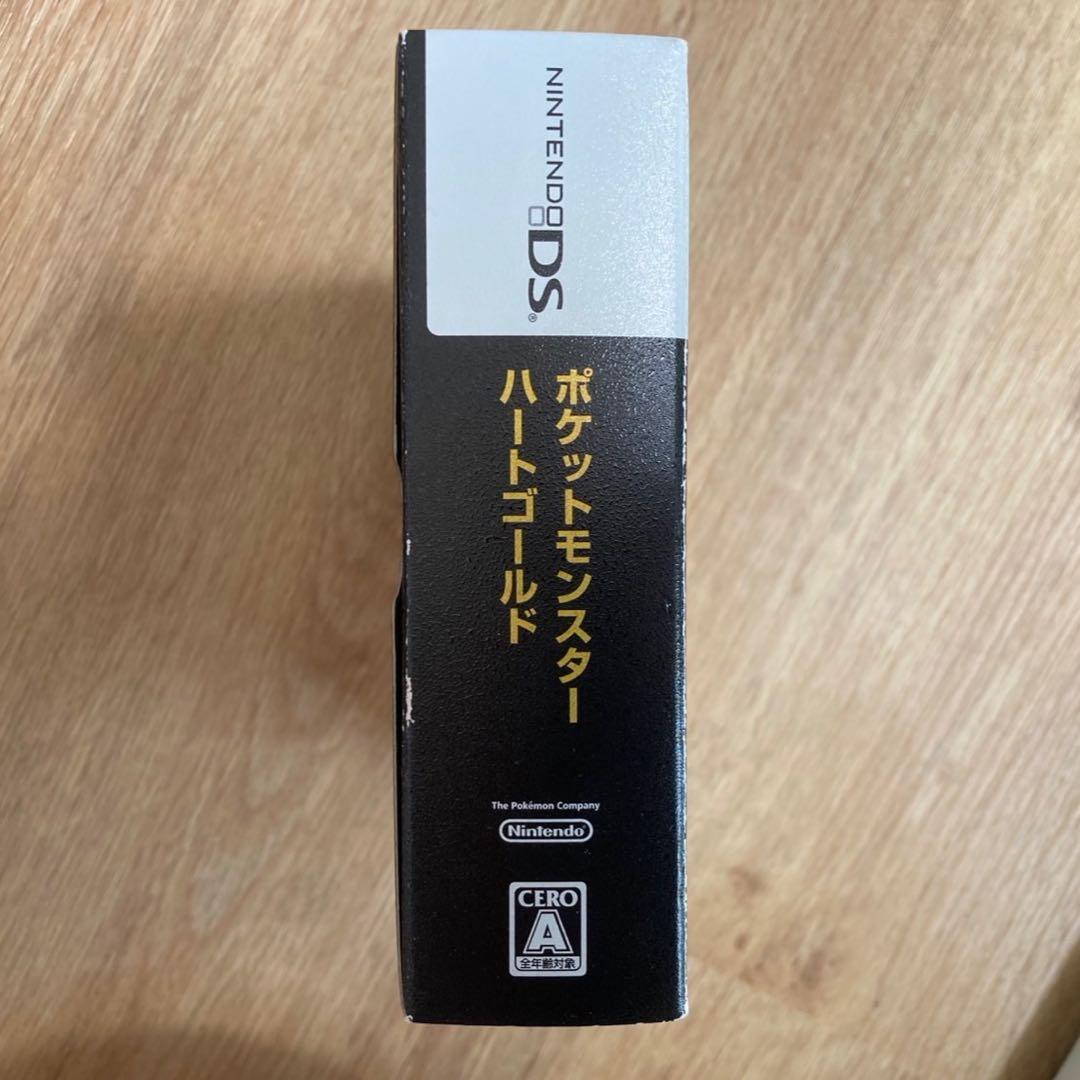 NINTENDO DS®
ポケットモンスター
ハートゴールド
The Pokémon Company
Nintendo®
CERO
A
全年齢対象